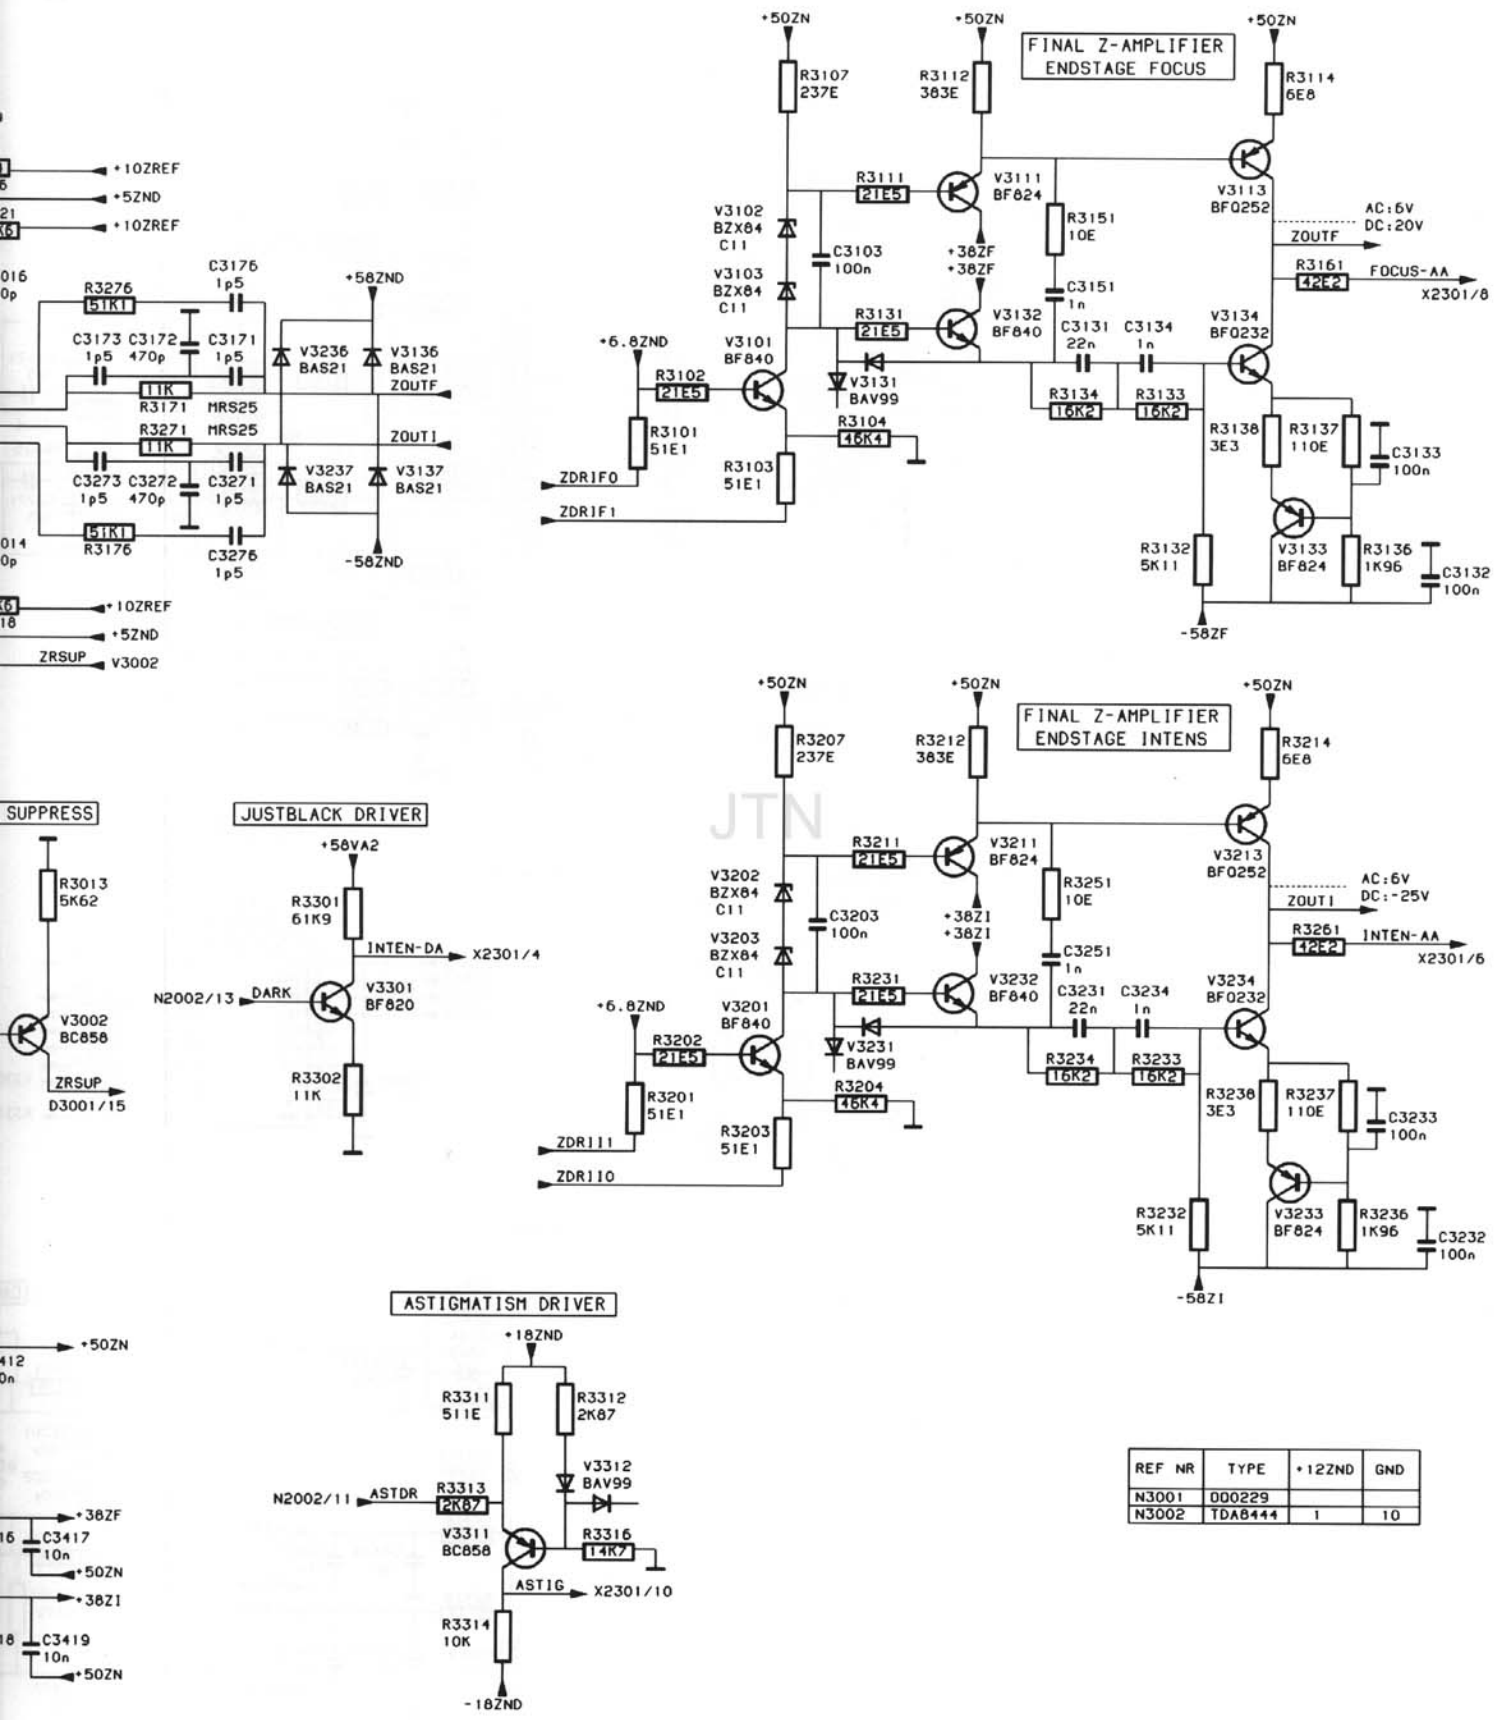 +50ZN
+50ZN
+50ZN
FINAL Z-AMPLIFIER
ENDSTAGE FOCUS
R3107
237E
R3112
383E
R3114
6E8
+10ZREF
+5ZND
21
+10ZREF
R3111
21E5
V3111
BF824
V3113
BFQ252
V3102
BZX84
C11
R3151
10E
AC:6V
DC:20V
ZOUTF
+38ZF
+38ZF
C3103
100n
V3103
BZX84
C11
R3161
42E2
FOCUS-AA
X2301/8
016
0p
R3276
51K1
C3176
1p5
+58ZND
C3151
1n
R3131
21E5
V3132
BF840
C3131
22n
C3134
1n
V3134
BFQ232
C3173
1p5
C3172
470p
C3171
1p5
V3236
BAS21
V3136
BAS21
ZOUTF
+6.8ZND
V3101
BF840
R3102
21E5
V3131
BAV99
R3134
16K2
R3133
16K2
11K
R3171
MRS25
R3271
11K
MRS25
ZOUTI
R3101
51E1
R3104
46K4
R3138
3E3
R3137
110E
C3133
100n
C3273
1p5
C3272
470p
C3271
1p5
V3237
BAS21
V3137
BAS21
R3103
51E1
ZDRIF0
ZDRIF1
51K1
R3176
C3276
1p5
-58ZND
014
0p
R3132
5K11
V3133
BF824
R3136
1K96
C3132
100n
-58ZF
+10ZREF
18
+5ZND
ZRSUP
V3002
+50ZN
+50ZN
+50ZN
FINAL Z-AMPLIFIER
ENDSTAGE INTENS
R3207
237E
R3212
383E
R3214
6E8
JTN
SUPPRESS
JUSTBLACK DRIVER
+58VA2
R3013
5K62
R3301
61K9
INTEN-DA
X2301/4
N2002/13
DARK
V3301
BF820
V3002
BC858
R3302
11K
ZRSUP
D3001/15
R3211
21E5
V3211
BF824
V3213
BFQ252
V3202
BZX84
C11
R3251
10E
AC:6V
DC:-25V
ZOUTI
+38ZI
+38ZI
C3203
100n
V3203
BZX84
C11
R3261
42E2
INTEN-AA
X2301/6
C3251
1n
R3231
21E5
V3232
BF840
C3231
22n
C3234
1n
V3234
BFQ232
+6.8ZND
V3201
BF840
R3202
21E5
V3231
BAV99
R3234
16K2
R3233
16K2
R3201
51E1
R3204
46K4
R3238
3E3
R3237
110E
C3233
100n
R3203
51E1
ZDRII1
ZDRII0
R3232
5K11
V3233
BF824
R3236
1K96
C3232
100n
-58ZI
ASTIGMATISM DRIVER
+18ZND
+50ZN
412
0n
R3311
511E
R3312
2K87
V3312
BAV99
N2002/11
ASTDR
R3313
2K87
V3311
BC858
R3316
14K7
ASTIG
X2301/10
R3314
10K
-18ZND
+38ZF
16
C3417
10n
+50ZN
+38ZI
18
C3419
10n
+50ZN
REF NR TYPE +12ZND GND
N3001 OQ0229
N3002 TDA8444 1 10